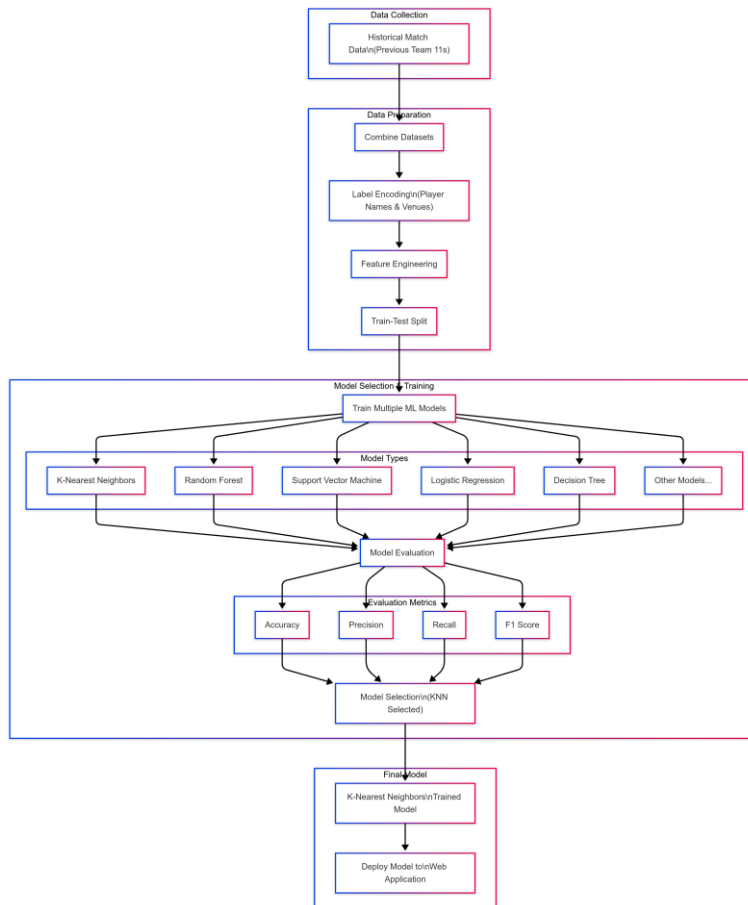 Data Collection
Historical Match
Data\n(Previous Team 11s)
Data Preparation
Combine Datasets
Label Encoding\n(Player
Names & Venues)
Feature Engineering
Train-Test Split
Model Selection Training
Train Multiple ML Models
Model Types
K-Nearest Neighbors
Random Forest
Support Vector Machine
Logistic Regression
Decision Tree
Other Models...
Model Evaluation
Evaluation Metrics
Accuracy
Precision
Recall
F1 Score
Model Selection\n(KNN
Selected)
Final Model
K-Nearest Neighbors\nTrained
Model
Deploy Model to\nWeb
Application